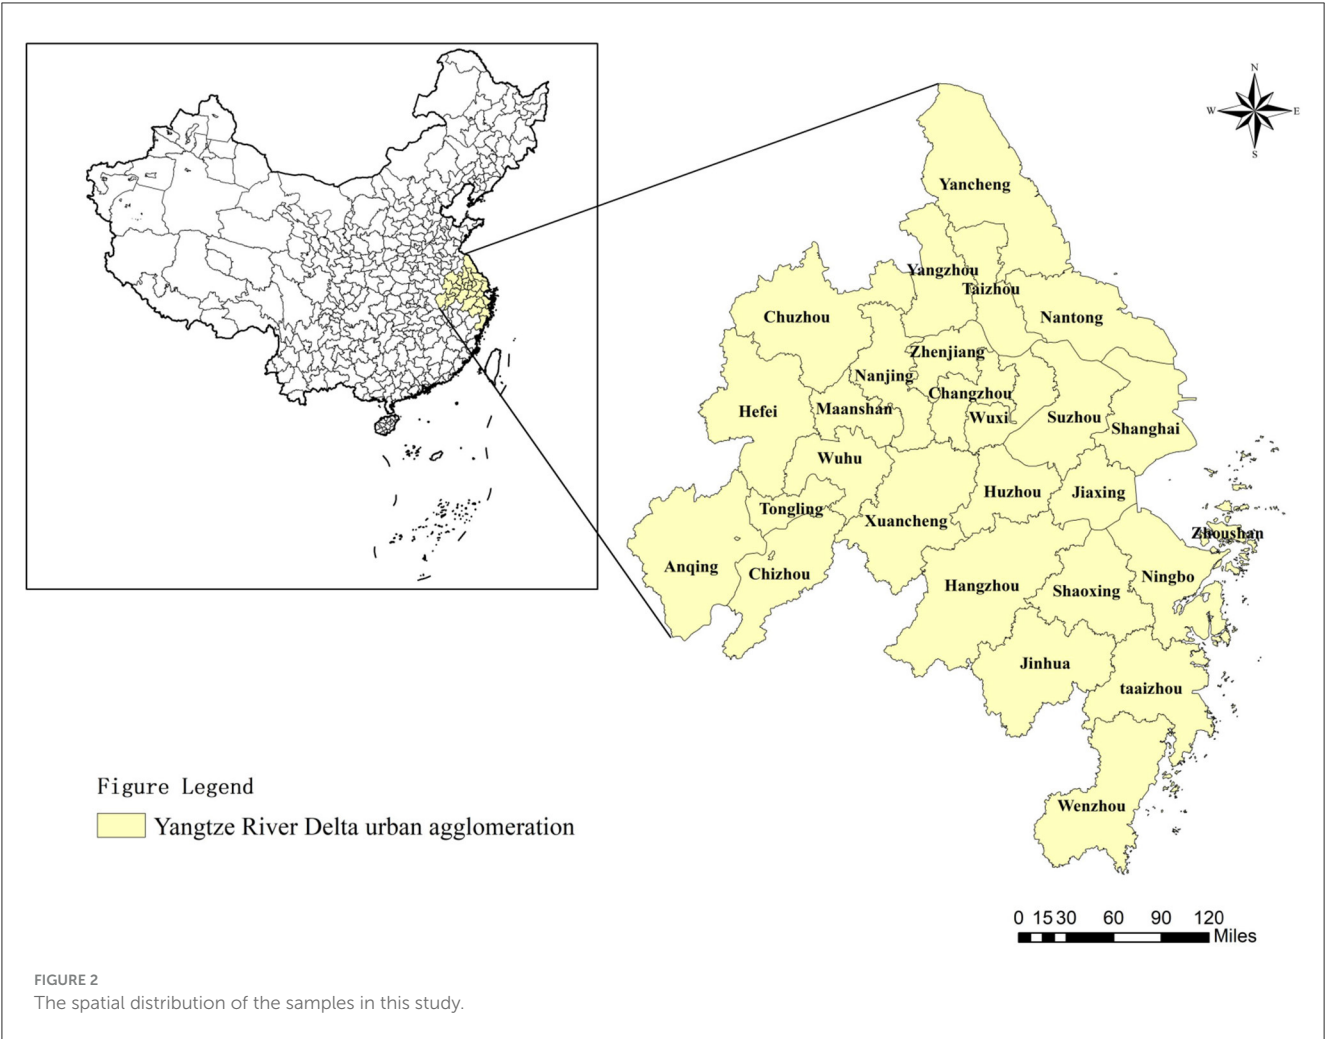 N
W E
S
Yancheng
Yangzhou
Taizhou
Chuzhou
Nantong
Zhenjiang
Nanjing
Changzhou
Hefei
Maanshan
Wuxi
Suzhou
Shanghai
Wuhu
Huzhou
Jiaxing
Tongling
Xuancheng
Zhoushan
Anqing
Chizhou
Hangzhou
Shaoxing
Ningbo
Jinhua
taaizhou
Wenzhou
Figure Legend
Yangtze River Delta urban agglomeration
0 15 30 60 90 120
Miles
FIGURE 2
The spatial distribution of the samples in this study.